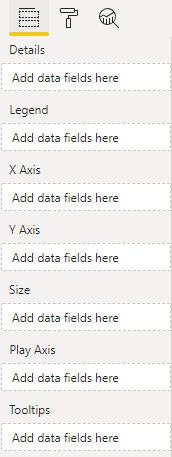 Details
Add data fields here
Legend
Add data fields here
X Axis
Add data fields here
Y Axis
Add data fields here
Size
Add data fields here
Play Axis
Add data fields here
Tooltips
Add data fields here